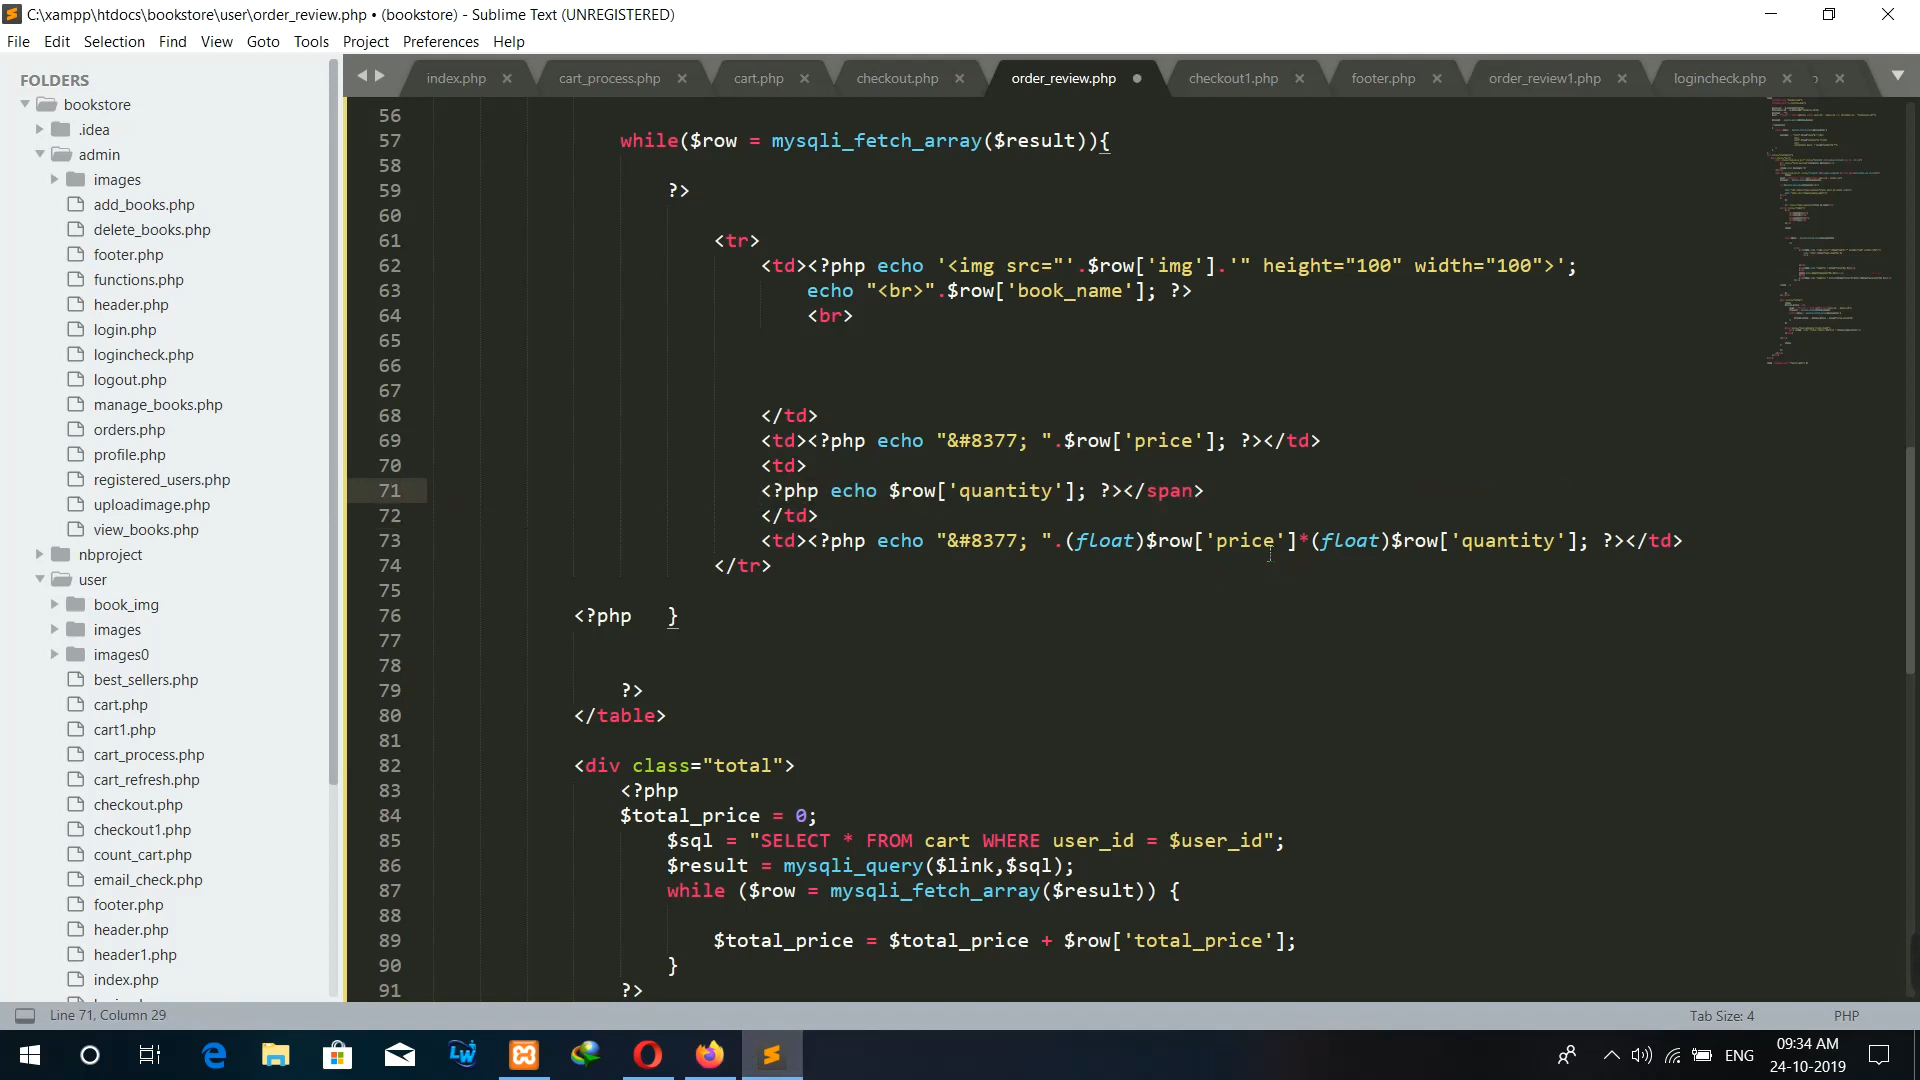 C:\xampp\htdocs\bookstore\user\order_review.php • (bookstore) - Sublime Text (UNREGISTERED)
File Edit Selection Find View Goto Tools Project Preferences Help
FOLDERS
bookstore
.idea
admin
images
add_books.php
delete_books.php
footer.php
functions.php
header.php
login.php
logincheck.php
logout.php
manage_books.php
orders.php
profile.php
registered_users.php
uploadimage.php
view_books.php
nbproject
user
book_img
images
images0
best_sellers.php
cart.php
cart1.php
cart_process.php
cart_refresh.php
checkout.php
checkout1.php
count_cart.php
email_check.php
footer.php
header.php
header1.php
index.php
index.php cart_process.php cart.php checkout.php order_review.php checkout1.php footer.php order_review1.php logincheck.php
56
57 while($row = mysqli_fetch_array($result)){
58
59 ?>
60
61 <tr>
62 <td><?php echo '<img src="'.$row['img'].'" height="100" width="100">';
63 echo "<br>".$row['book_name']; ?>
64 <br>
65
66
67
68 </td>
69 <td><?php echo "&#8377; ".$row['price']; ?></td>
70 <td>
71 <?php echo $row['quantity']; ?></span>
72 </td>
73 <td><?php echo "&#8377; ".(float)$row['price']*(float)$row['quantity']; ?></td>
74 </tr>
75
76 <?php }
77
78
79 ?>
80 </table>
81
82 <div class="total">
83 <?php
84 $total_price = 0;
85 $sql = "SELECT * FROM cart WHERE user_id = $user_id";
86 $result = mysqli_query($link,$sql);
87 while ($row = mysqli_fetch_array($result)) {
88
89 $total_price = $total_price + $row['total_price'];
90 }
91 ?>
Line 71, Column 29 Tab Size: 4 PHP
ENG
09:34 AM
24-10-2019